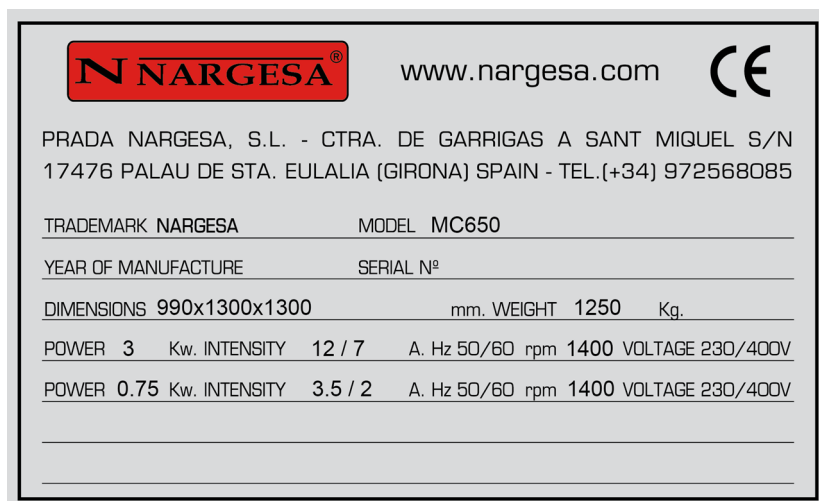 N NARGESA® www.nargesa.com CE
PRADA NARGESA, S.L. - CTRA. DE GARRIGAS A SANT MIQUEL S/N
17476 PALAU DE STA. EULALIA (GIRONA) SPAIN - TEL.(+34) 972568085
TRADEMARK NARGESA MODEL MC650
YEAR OF MANUFACTURE SERIAL Nº
DIMENSIONS 990x1300x1300 mm. WEIGHT 1250 Kg.
POWER 3 Kw. INTENSITY 12 / 7 A. Hz 50/60 rpm 1400 VOLTAGE 230/400V
POWER 0.75 Kw. INTENSITY 3.5 / 2 A. Hz 50/60 rpm 1400 VOLTAGE 230/400V